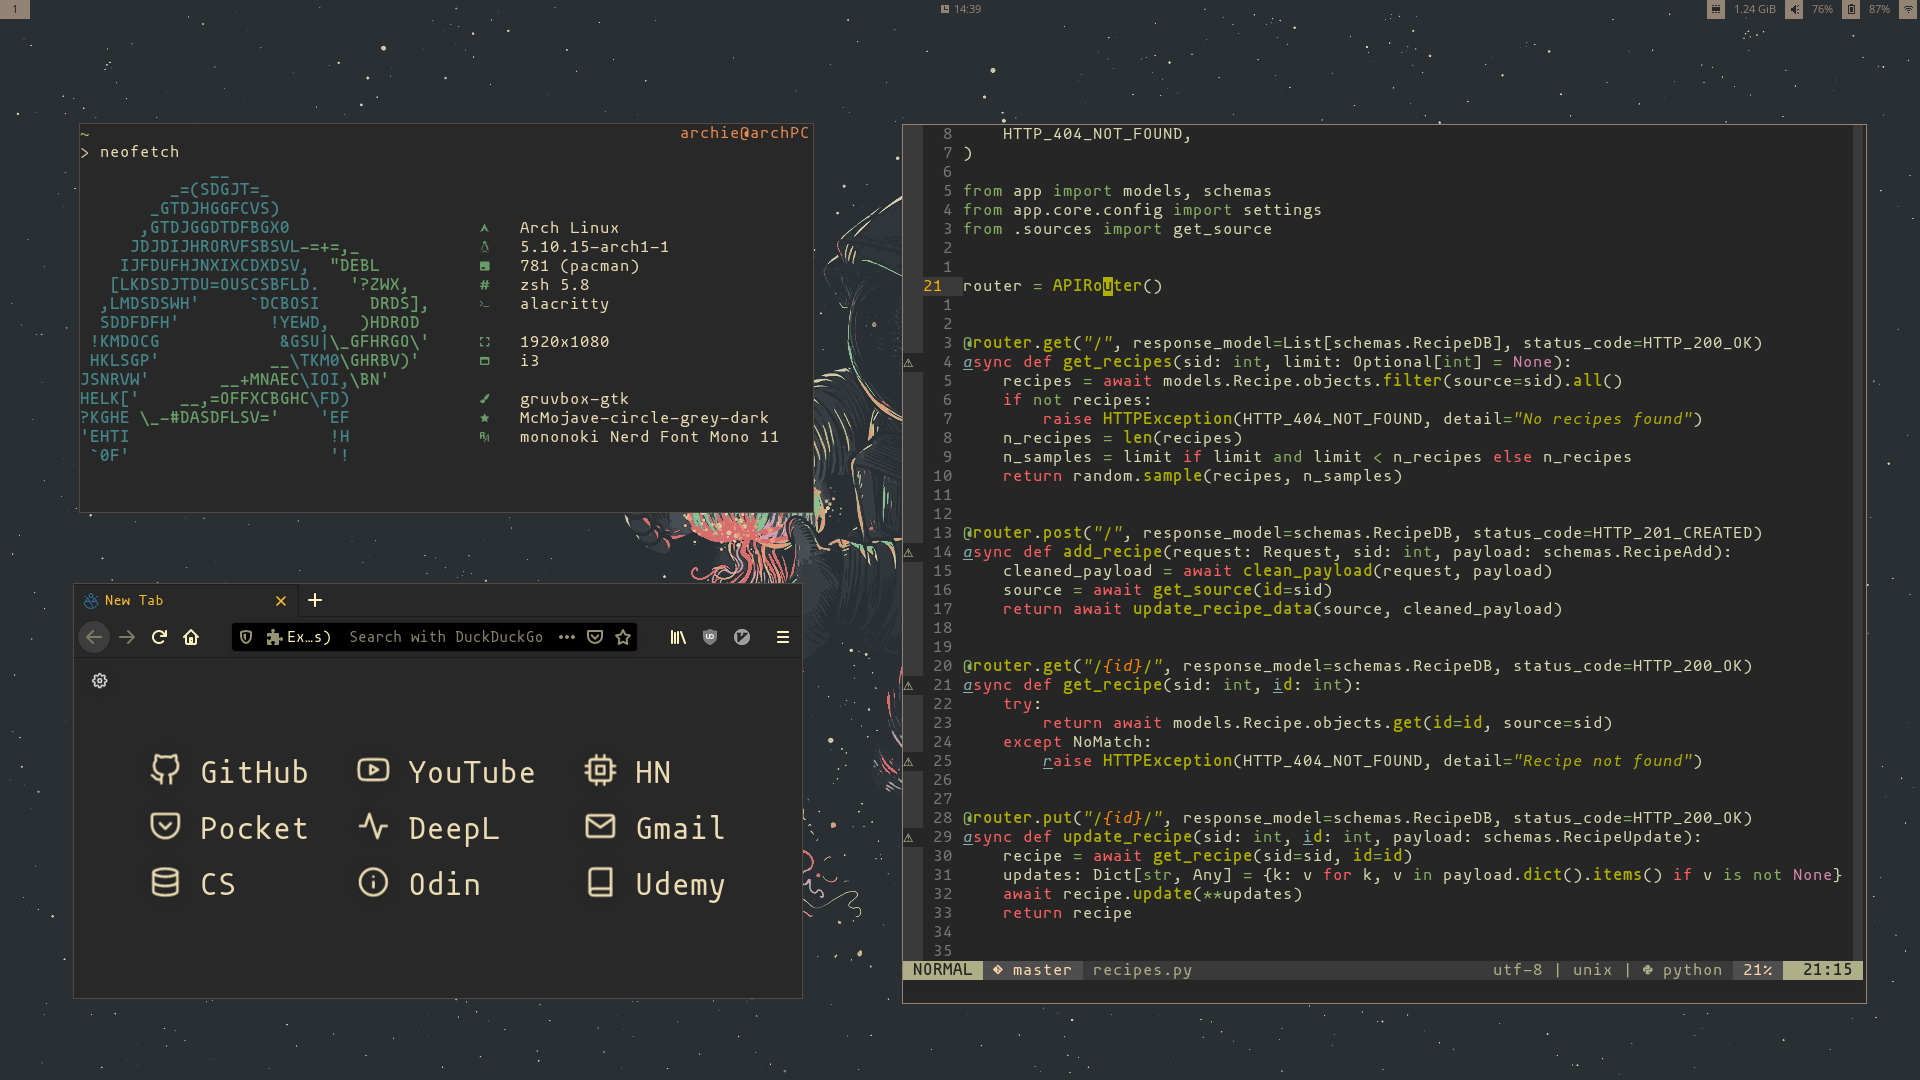 1
14:39
1.24 GiB 76% 87%
~ archie@archPC
> neofetch
__
_=(SDGJT=_
_GTDJHGGFCVS)
,GTDJGGDTDFBGX0
JDJDIJHRORVFSBSVL-=+=,_
IJFDUFHJNXIXCDXDSV, "DEBL
[LKDSDJTDU=OUSCSBFLD. '?ZWX,
,LMDSDSWH' `DCBOSI DRDS],
SDDFDFH' !YEWD, )HDROD
!KMDOCG &GSU|\_GFHRGO\'
HKLSGP' __\TKM0\GHRBV)'
JSNRVW' __+MNAEC\IOI,\BN'
HELK[' __,=OFFXCBGHC\FD)
?KGHE \_-#DASDFLSV=' 'EF
'EHTI !H
`0F' '!
Arch Linux
5.10.15-arch1-1
781 (pacman)
# zsh 5.8
>_ alacritty
1920x1080
i3
gruvbox-gtk
McMojave-circle-grey-dark
mononoki Nerd Font Mono 11
New Tab
Ex…s) Search with DuckDuckGo
GitHub YouTube HN
Pocket DeepL Gmail
CS Odin Udemy
8 HTTP_404_NOT_FOUND,
7 )
6
5 from app import models, schemas
4 from app.core.config import settings
3 from .sources import get_source
2
1
21 router = APIRouter()
1
2
3 @router.get("/", response_model=List[schemas.RecipeDB], status_code=HTTP_200_OK)
4 async def get_recipes(sid: int, limit: Optional[int] = None):
5 recipes = await models.Recipe.objects.filter(source=sid).all()
6 if not recipes:
7 raise HTTPException(HTTP_404_NOT_FOUND, detail="No recipes found")
8 n_recipes = len(recipes)
9 n_samples = limit if limit and limit < n_recipes else n_recipes
10 return random.sample(recipes, n_samples)
11
12
13 @router.post("/", response_model=schemas.RecipeDB, status_code=HTTP_201_CREATED)
14 async def add_recipe(request: Request, sid: int, payload: schemas.RecipeAdd):
15 cleaned_payload = await clean_payload(request, payload)
16 source = await get_source(id=sid)
17 return await update_recipe_data(source, cleaned_payload)
18
19
20 @router.get("/{id}/", response_model=schemas.RecipeDB, status_code=HTTP_200_OK)
21 async def get_recipe(sid: int, id: int):
22 try:
23 return await models.Recipe.objects.get(id=id, source=sid)
24 except NoMatch:
25 raise HTTPException(HTTP_404_NOT_FOUND, detail="Recipe not found")
26
27
28 @router.put("/{id}/", response_model=schemas.RecipeDB, status_code=HTTP_200_OK)
29 async def update_recipe(sid: int, id: int, payload: schemas.RecipeUpdate):
30 recipe = await get_recipe(sid=sid, id=id)
31 updates: Dict[str, Any] = {k: v for k, v in payload.dict().items() if v is not None}
32 await recipe.update(**updates)
33 return recipe
34
35
NORMAL master recipes.py utf-8 | unix | python 21% 21:15